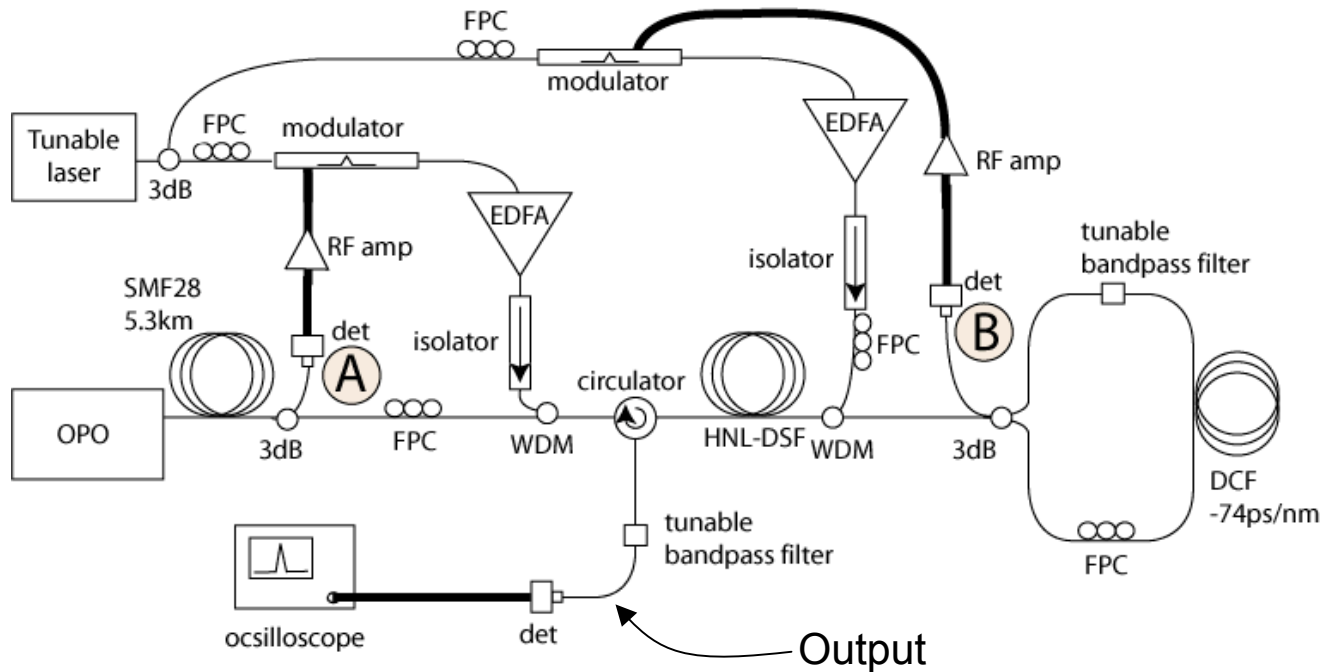 FPC
modulator
EDFA
RF amp
Tunable
laser
3dB
FPC
modulator
EDFA
RF amp
isolator
SMF28
5.3km
det
A
isolator
FPC
det
B
tunable
bandpass filter
circulator
OPO
3dB
FPC
WDM
HNL-DSF
WDM
3dB
DCF
-74ps/nm
FPC
tunable
bandpass filter
ocsilloscope
det
Output